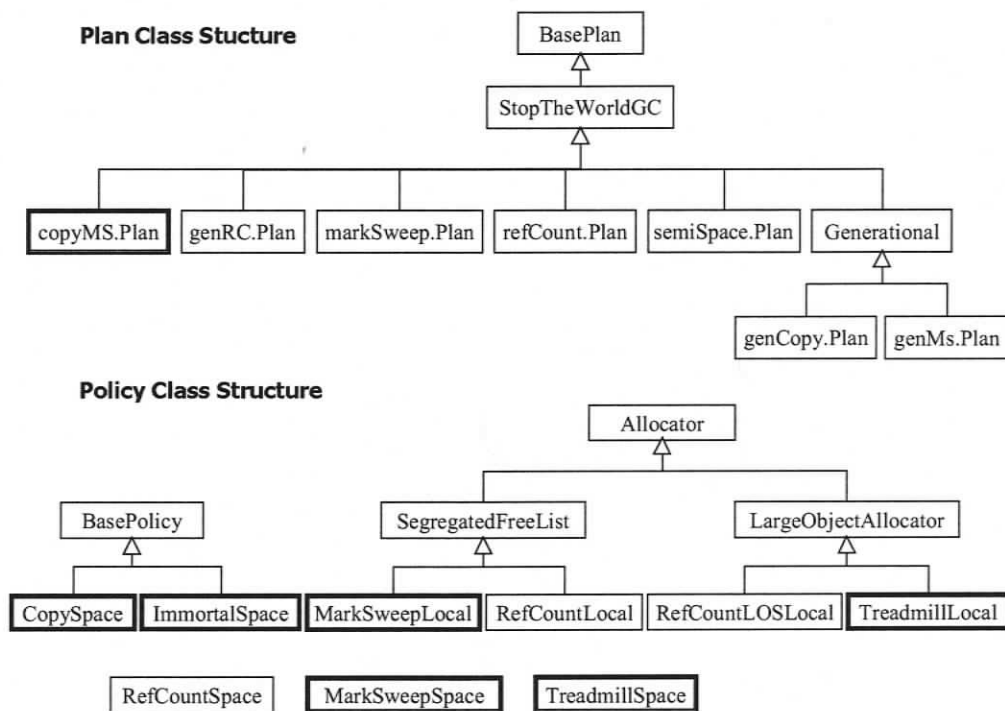 Plan Class Stucture
BasePlan
StopTheWorldGC
copyMS.Plan genRC.Plan markSweep.Plan refCount.Plan semiSpace.Plan Generational
genCopy.Plan genMs.Plan
Policy Class Structure
Allocator
BasePolicy SegregatedFreeList LargeObjectAllocator
CopySpace ImmortalSpace MarkSweepLocal RefCountLocal RefCountLOSLocal TreadmillLocal
RefCountSpace MarkSweepSpace TreadmillSpace